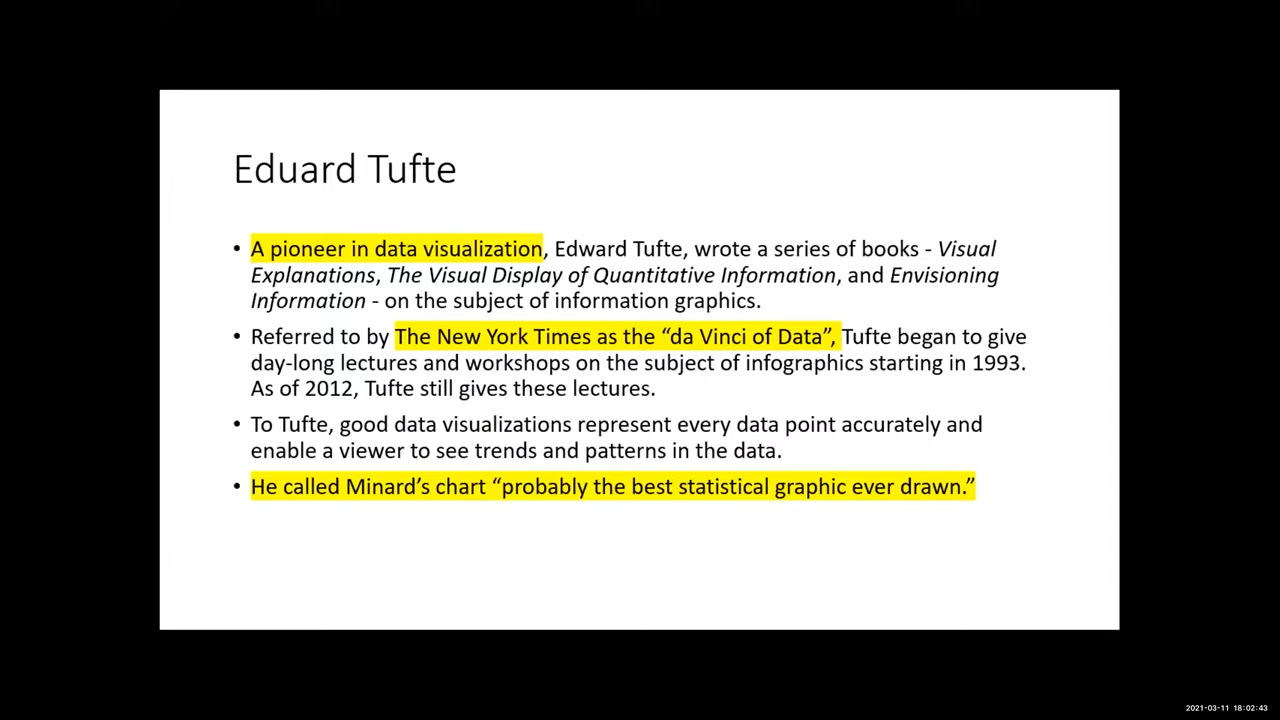 Eduard Tufte
• A pioneer in data visualization, Edward Tufte, wrote a series of books - Visual
Explanations, The Visual Display of Quantitative Information, and Envisioning
Information - on the subject of information graphics.
• Referred to by The New York Times as the “da Vinci of Data”, Tufte began to give
day-long lectures and workshops on the subject of infographics starting in 1993.
As of 2012, Tufte still gives these lectures.
• To Tufte, good data visualizations represent every data point accurately and
enable a viewer to see trends and patterns in the data.
• He called Minard’s chart “probably the best statistical graphic ever drawn.”
2021-03-11 18:02:43